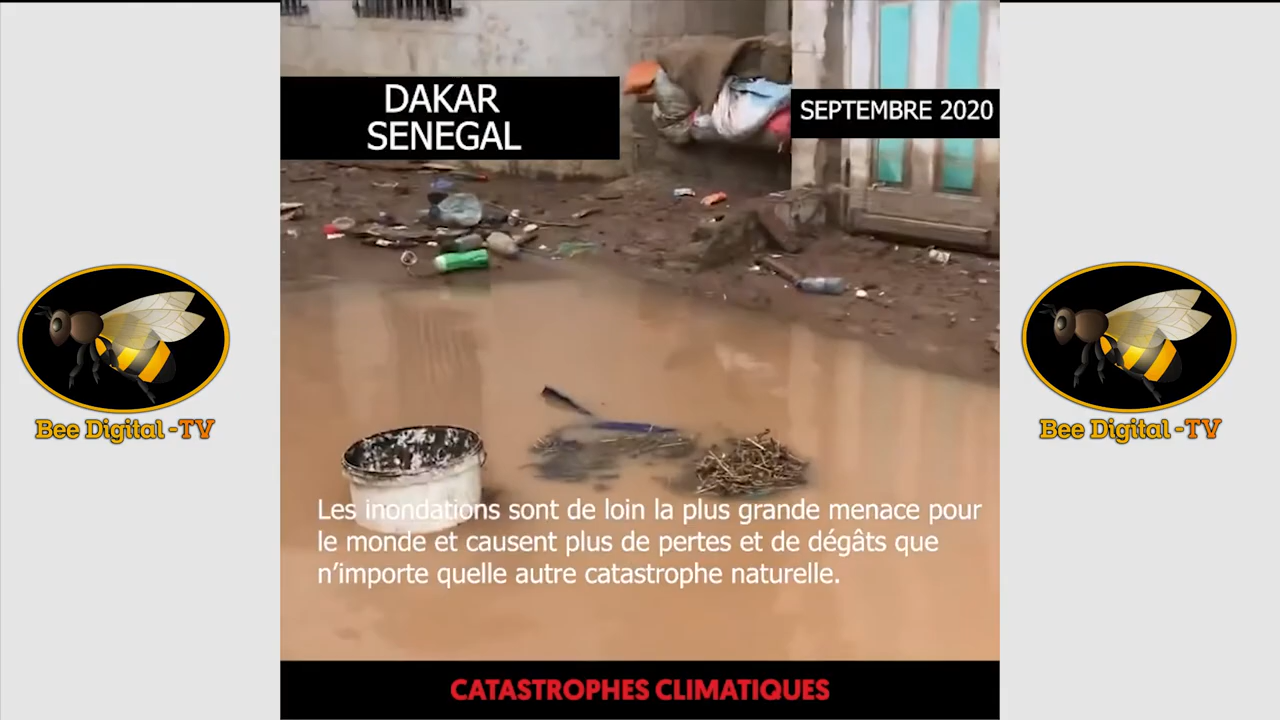 DAKAR
SENEGAL
SEPTEMBRE 2020
Bee Digital -TV
Bee Digital -TV
Les inondations sont de loin la plus grande menace pour
le monde et causent plus de pertes et de dégâts que
n’importe quelle autre catastrophe naturelle.
CATASTROPHES CLIMATIQUES